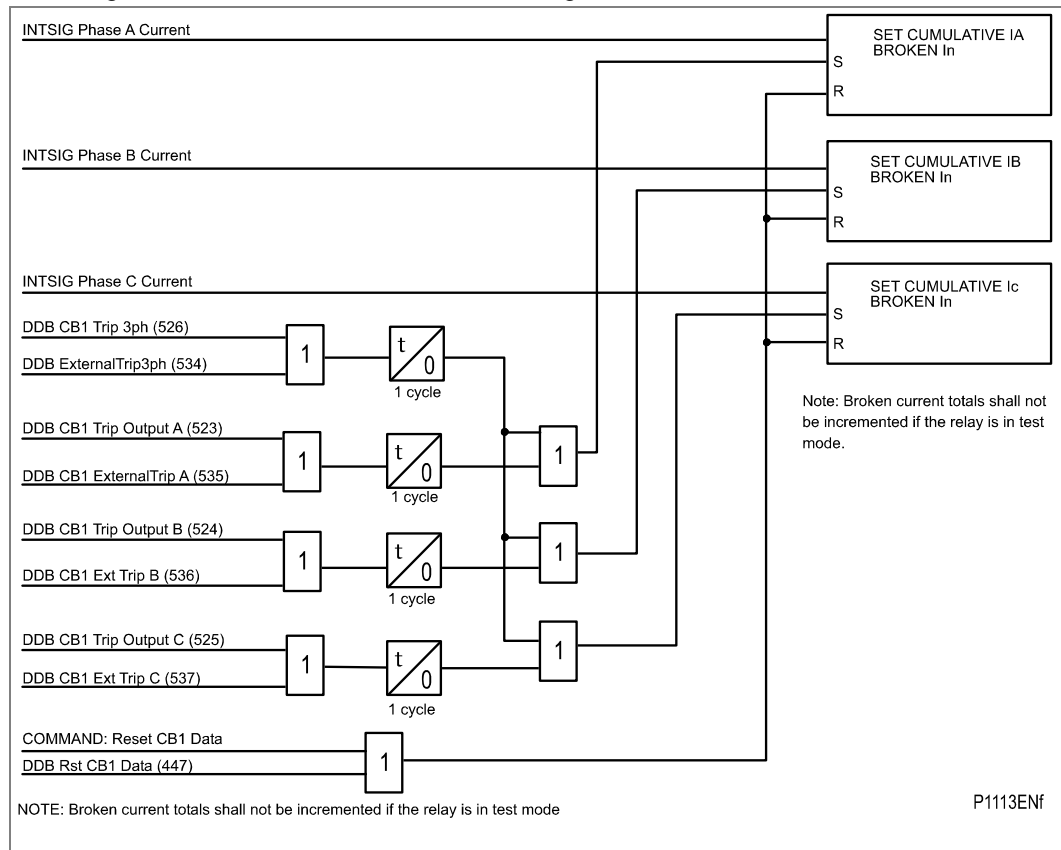 INTSIG Phase A Current
SET CUMULATIVE IA
BROKEN In
S
R
INTSIG Phase B Current
SET CUMULATIVE IB
BROKEN In
S
R
INTSIG Phase C Current
SET CUMULATIVE Ic
BROKEN In
S
R
DDB CB1 Trip 3ph (526)
DDB ExternalTrip3ph (534)
1
t
0
1 cycle
Note: Broken current totals shall not
be incremented if the relay is in test
mode.
DDB CB1 Trip Output A (523)
DDB CB1 ExternalTrip A (535)
1
t
0
1 cycle
1
DDB CB1 Trip Output B (524)
DDB CB1 Ext Trip B (536)
1
t
0
1 cycle
1
DDB CB1 Trip Output C (525)
DDB CB1 Ext Trip C (537)
1
t
0
1 cycle
1
COMMAND: Reset CB1 Data
DDB Rst CB1 Data (447)
1
NOTE: Broken current totals shall not be incremented if the relay is in test mode
P1113ENf